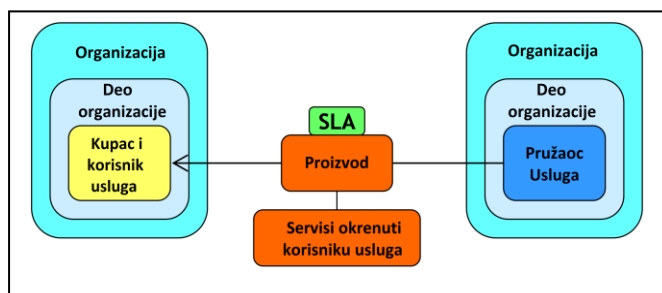 Organizacija
Deo
organizacije
Kupac i
korisnik
usluga
SLA
Proizvod
Servisi okrenuti
korisniku usluga
Organizacija
Deo
organizacije
Pružaoc
Usluga